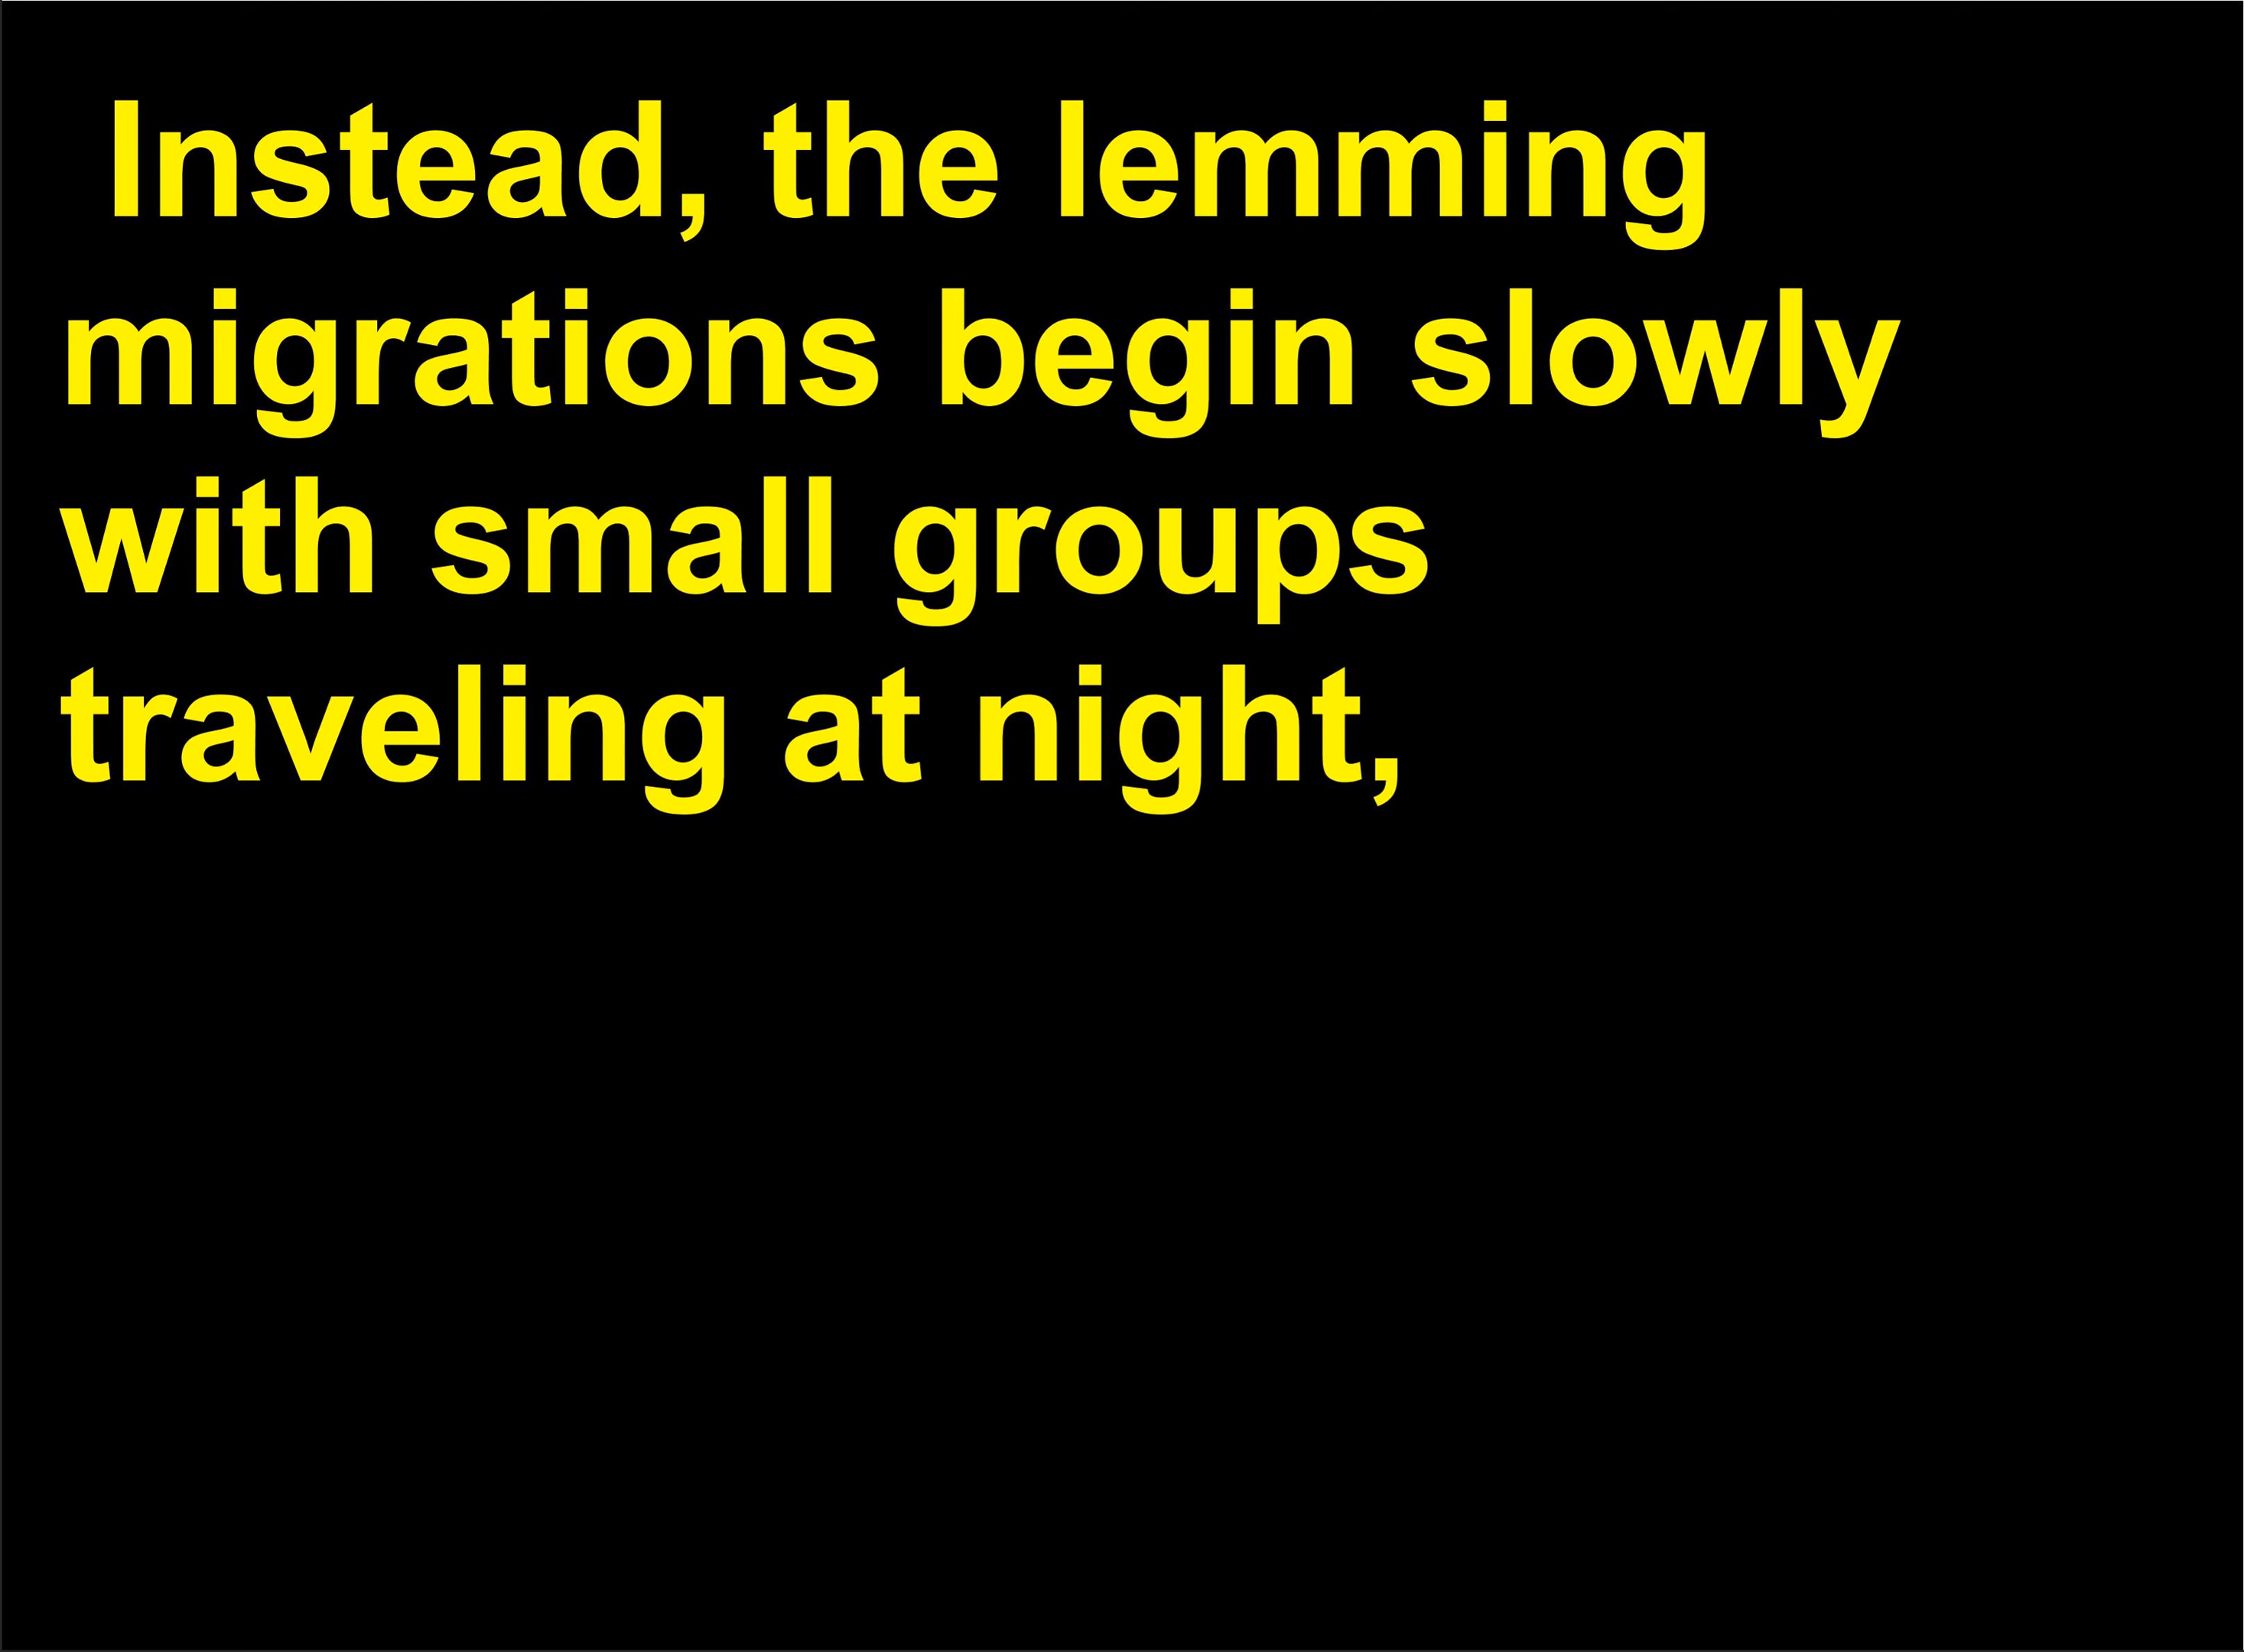 Instead, the lemming
migrations begin slowly
with small groups
traveling at night,